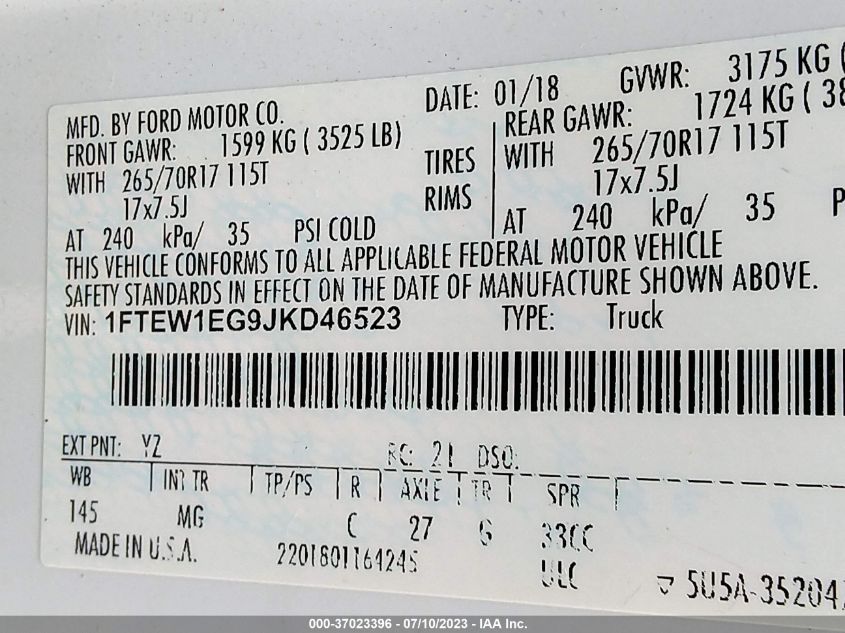 MFD. BY FORD MOTOR CO. DATE: 01/18 GVWR: 3175 KG (
FRONT GAWR: 1599 KG ( 3525 LB) REAR GAWR: 1724 KG ( 38
WITH 265/70R17 115T TIRES WITH 265/70R17 115T
17x7.5J RIMS 17x7.5J
AT 240 kPa/ 35 PSI COLD AT 240 kPa/ 35 P
THIS VEHICLE CONFORMS TO ALL APPLICABLE FEDERAL MOTOR VEHICLE
SAFETY STANDARDS IN EFFECT ON THE DATE OF MANUFACTURE SHOWN ABOVE.
VIN: 1FTEW1EG9JKD46523 TYPE: Truck
EXT PNT: YZ RC: 21 DSO:
WB INT TR TP/PS R AXLE TR SPR
145 MG C 27 G 33CC
MADE IN U.S.A. 2201801164245 ULC 5U5A-35204
000-37023396 - 07/10/2023 - IAA Inc.